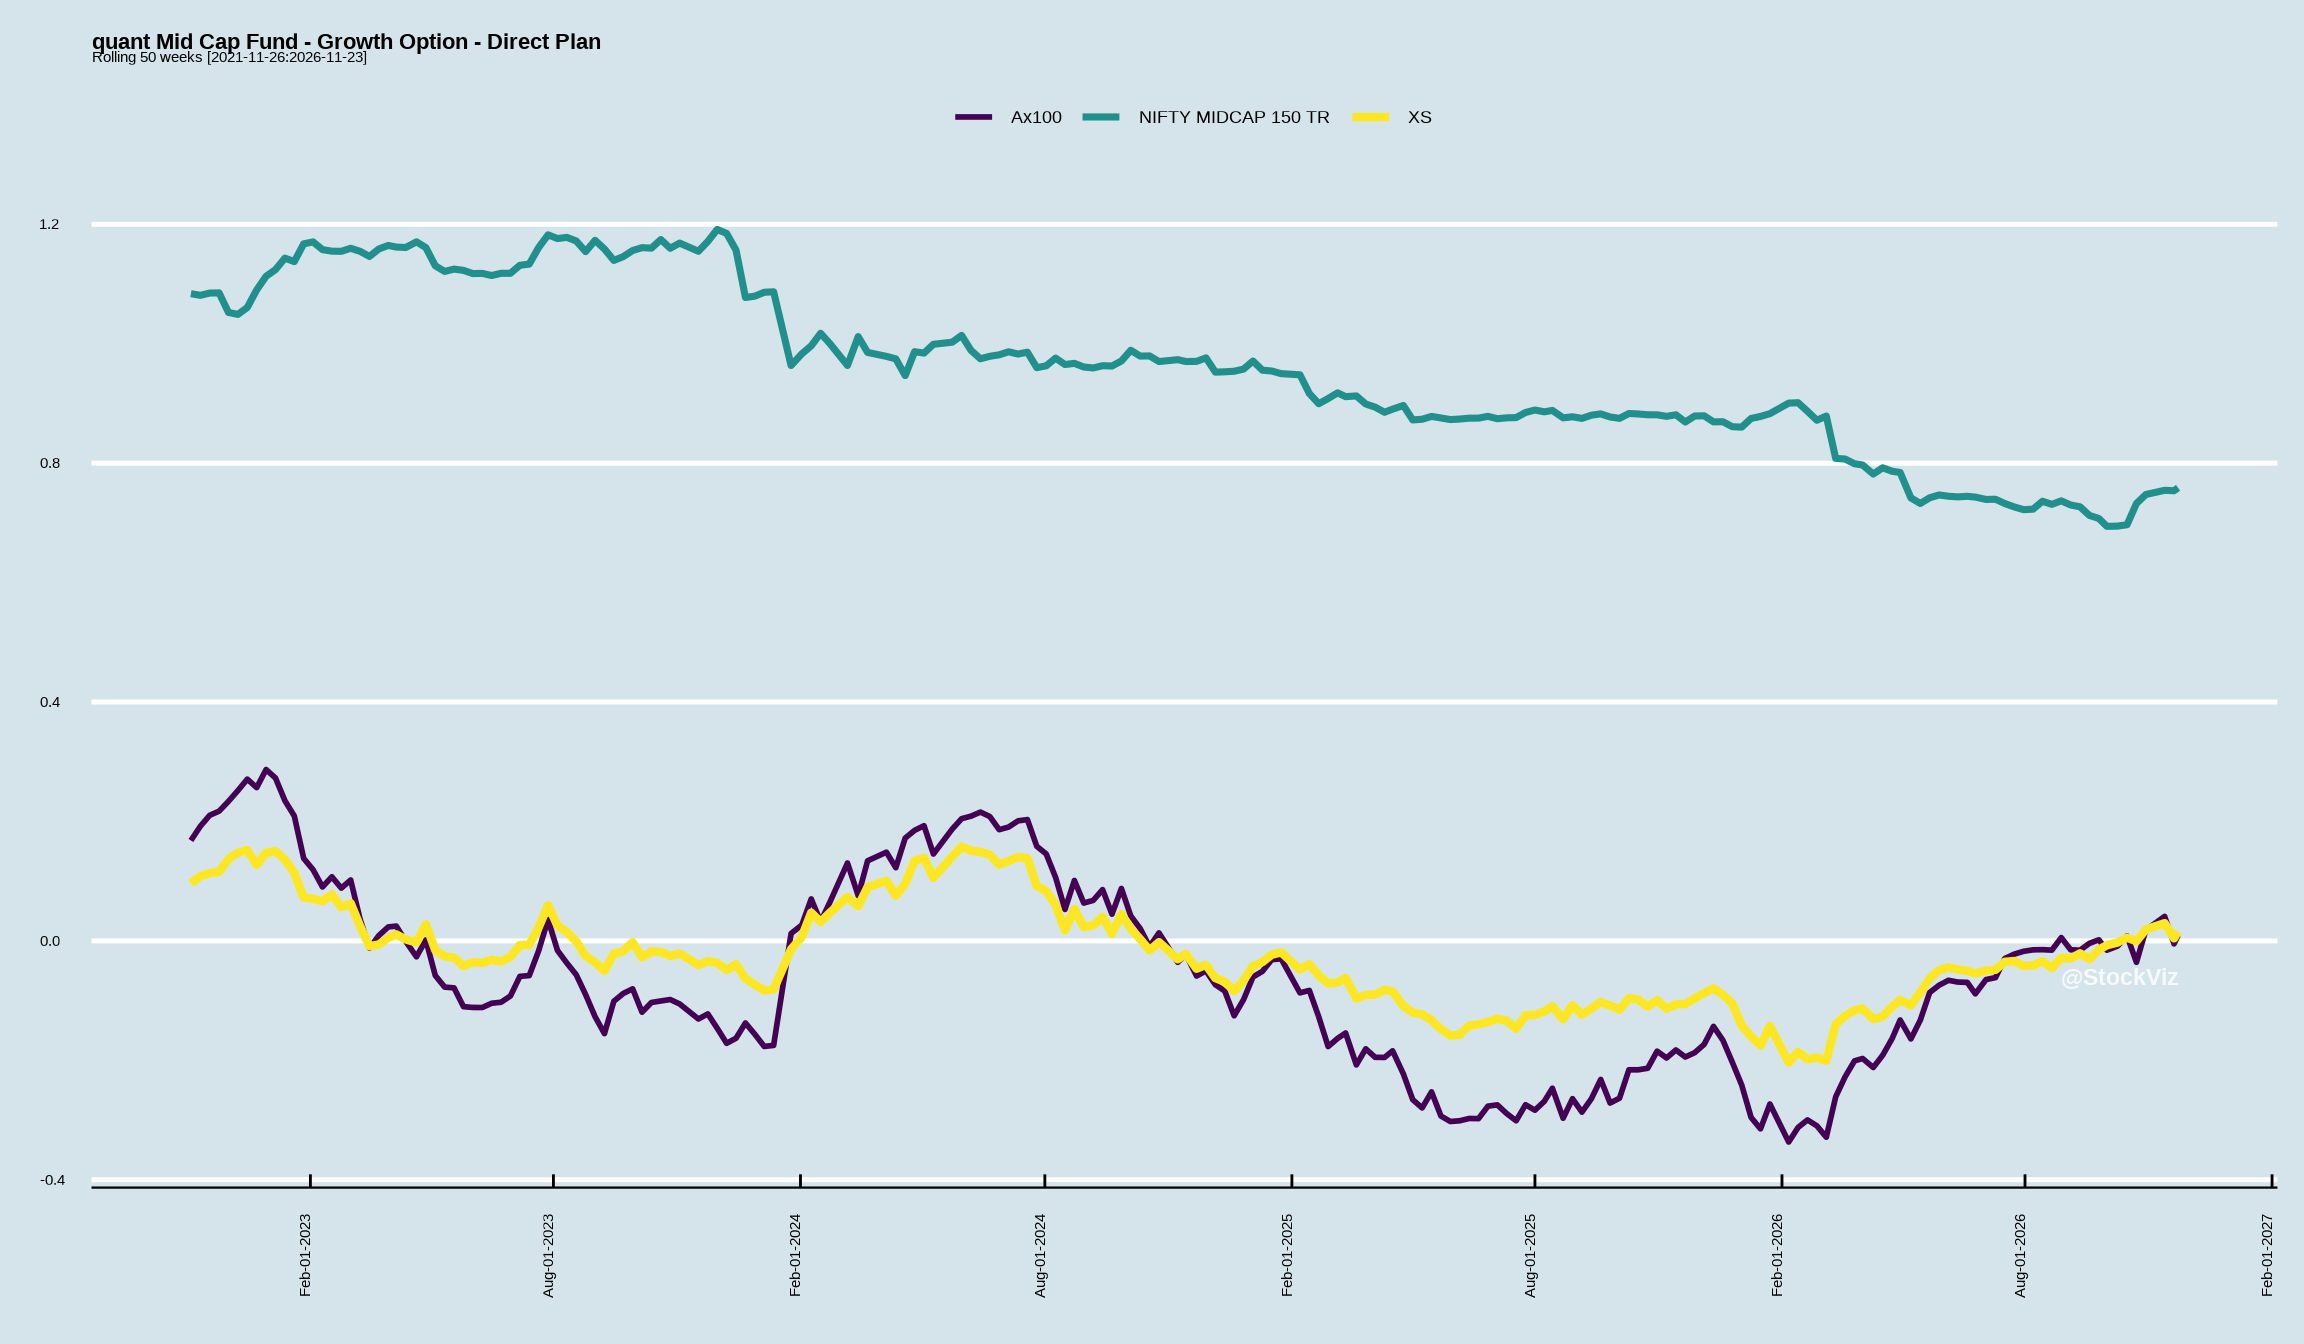 quant Mid Cap Fund - Growth Option - Direct Plan
Rolling 50 weeks [2021-11-26:2026-11-23]
Ax100 NIFTY MIDCAP 150 TR XS
1.2
0.8
0.4
0.0
@StockViz
-0.4
Feb-01-2023 Aug-01-2023 Feb-01-2024 Aug-01-2024 Feb-01-2025 Aug-01-2025 Feb-01-2026 Aug-01-2026 Feb-01-2027